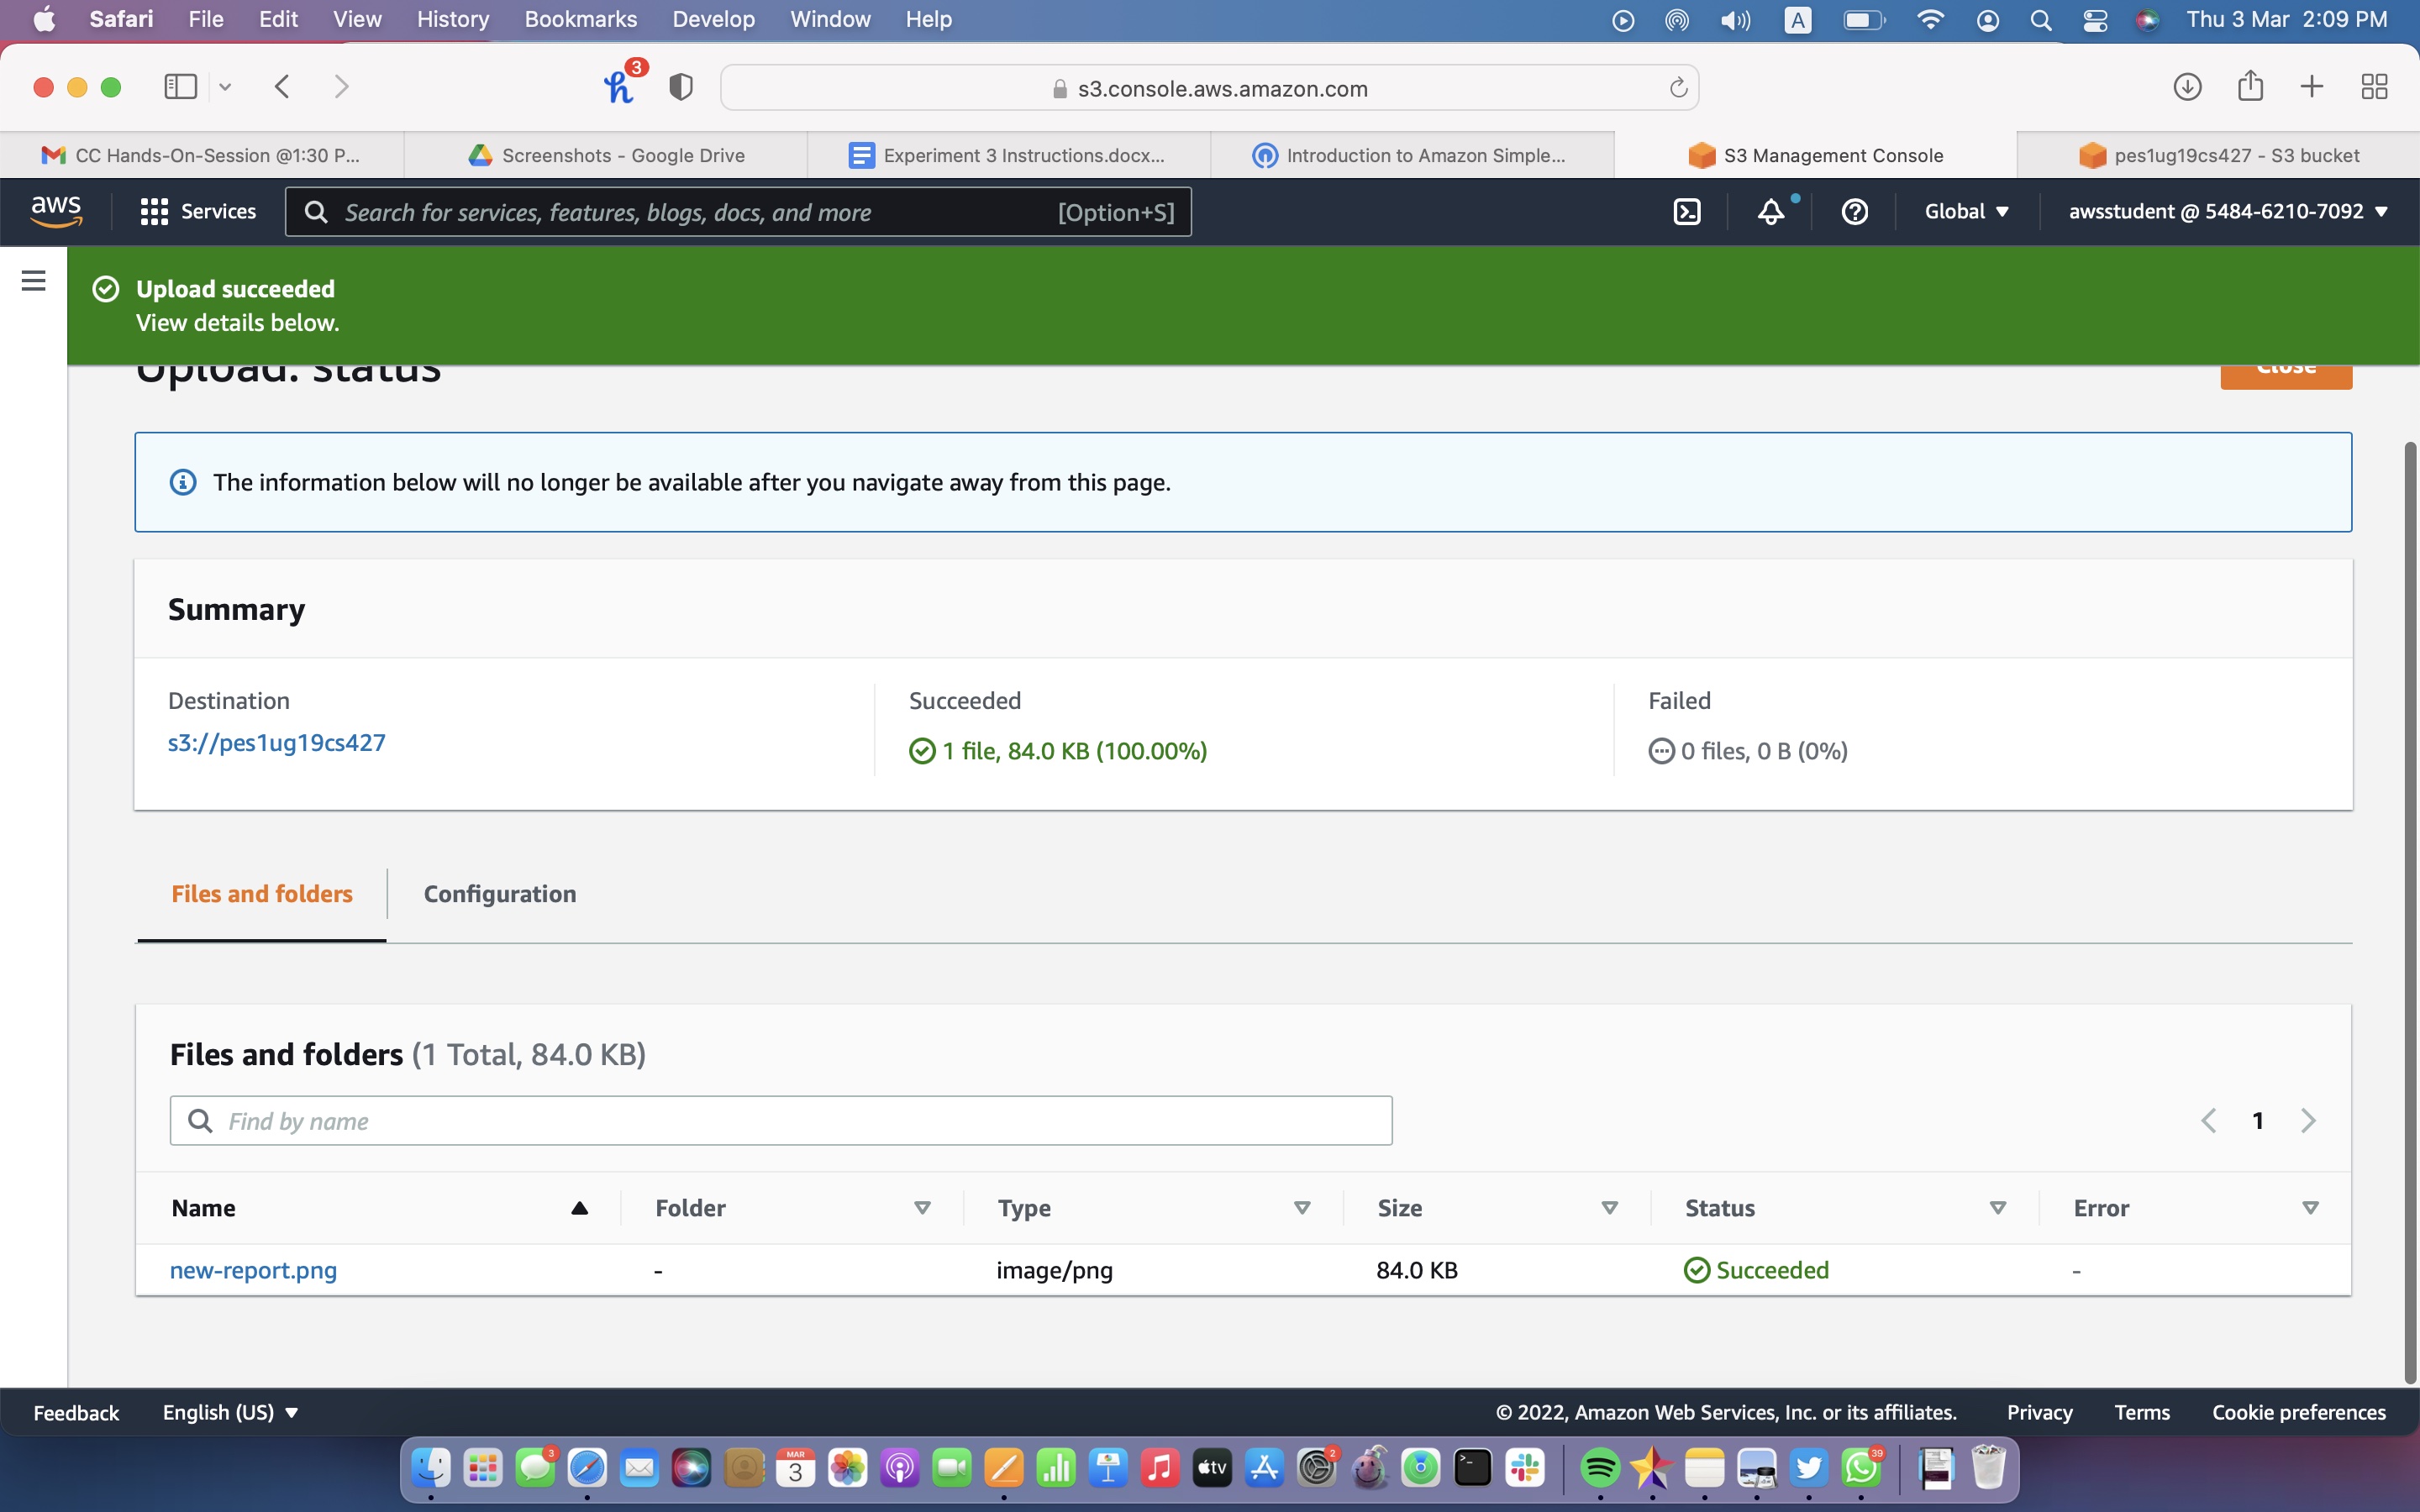 Safari File Edit View History Bookmarks Develop Window Help A Thu 3 Mar 2:09 PM
3
s3.console.aws.amazon.com
CC Hands-On-Session @1:30 P... Screenshots - Google Drive Experiment 3 Instructions.docx... Introduction to Amazon Simple... S3 Management Console pes1ug19cs427 - S3 bucket
aws Services Search for services, features, blogs, docs, and more [Option+S] Global awsstudent @ 5484-6210-7092
Upload succeeded
View details below.
Upload: status Close
The information below will no longer be available after you navigate away from this page.
Summary
Destination Succeeded Failed
s3://pes1ug19cs427 1 file, 84.0 KB (100.00%) 0 files, 0 B (0%)
Files and folders Configuration
Files and folders (1 Total, 84.0 KB)
Find by name 1
Name Folder Type Size Status Error
new-report.png - image/png 84.0 KB Succeeded -
Feedback English (US) © 2022, Amazon Web Services, Inc. or its affiliates. Privacy Terms Cookie preferences
3 MAR 3 tv 2 39